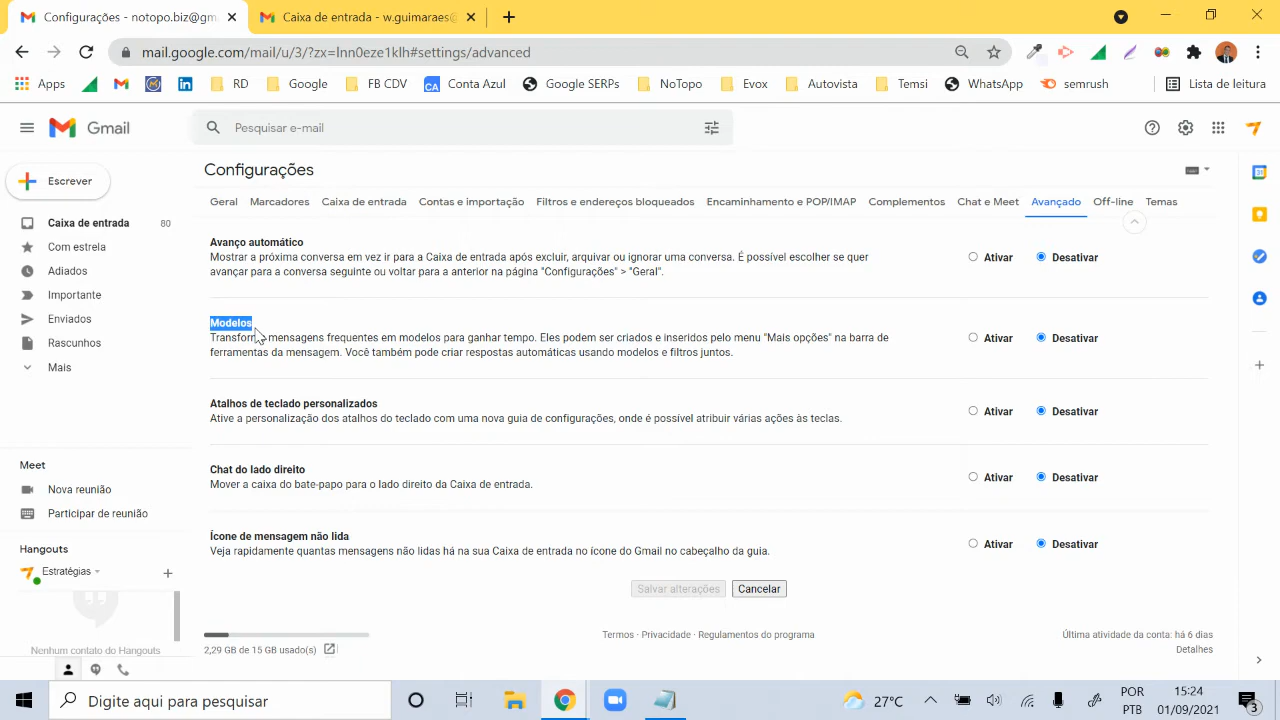 Configurações - notopo.biz@gm
Caixa de entrada - w.guimaraes@
mail.google.com/mail/u/3/?zx=lnn0eze1klh#settings/advanced
Apps
RD
Google
FB CDV
CA
Conta Azul
Google SERPs
NoTopo
Evox
Autovista
Temsi
WhatsApp
semrush
Lista de leitura
Gmail
Pesquisar e-mail
Escrever
Caixa de entrada 80
Com estrela
Adiados
Importante
Enviados
Rascunhos
Mais
Meet
Nova reunião
Participar de reunião
Hangouts
Estratégias
Nenhum contato do Hangouts
Configurações
Geral Marcadores Caixa de entrada Contas e importação Filtros e endereços bloqueados Encaminhamento e POP/IMAP Complementos Chat e Meet Avançado Off-line Temas
Avanço automático
Mostrar a próxima conversa em vez ir para a Caixa de entrada após excluir, arquivar ou ignorar uma conversa. É possível escolher se quer
avançar para a conversa seguinte ou voltar para a anterior na página "Configurações" > "Geral".
Ativar Desativar
Modelos
Transform mensagens frequentes em modelos para ganhar tempo. Eles podem ser criados e inseridos pelo menu "Mais opções" na barra de
ferramentas da mensagem. Você também pode criar respostas automáticas usando modelos e filtros juntos.
Ativar Desativar
Atalhos de teclado personalizados
Ative a personalização dos atalhos do teclado com uma nova guia de configurações, onde é possível atribuir várias ações às teclas.
Ativar Desativar
Chat do lado direito
Mover a caixa do bate-papo para o lado direito da Caixa de entrada.
Ativar Desativar
Ícone de mensagem não lida
Veja rapidamente quantas mensagens não lidas há na sua Caixa de entrada no ícone do Gmail no cabeçalho da guia.
Ativar Desativar
Salvar alterações Cancelar
2,29 GB de 15 GB usado(s)
Termos · Privacidade · Regulamentos do programa
Última atividade da conta: há 6 dias
Detalhes
Digite aqui para pesquisar
27°C
POR
PTB
15:24
01/09/2021
3